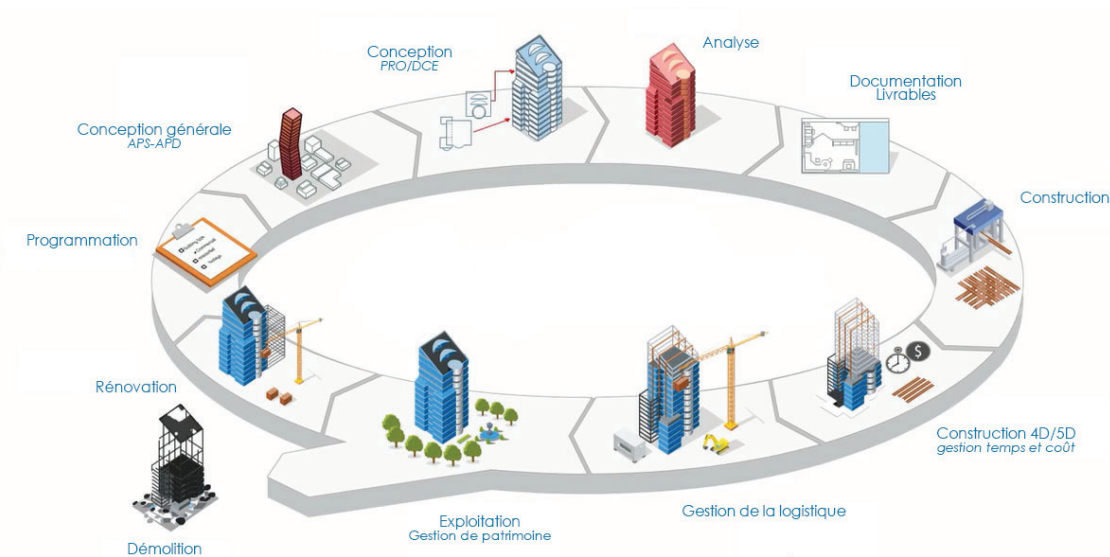 Conception
PRO/DCE
Analyse
Documentation
Livrables
Conception générale
APS-APD
Construction
Programmation
$
Rénovation
Construction 4D/5D
gestion temps et coût
Gestion de la logistique
Exploitation
Gestion de patrimoine
Démolition